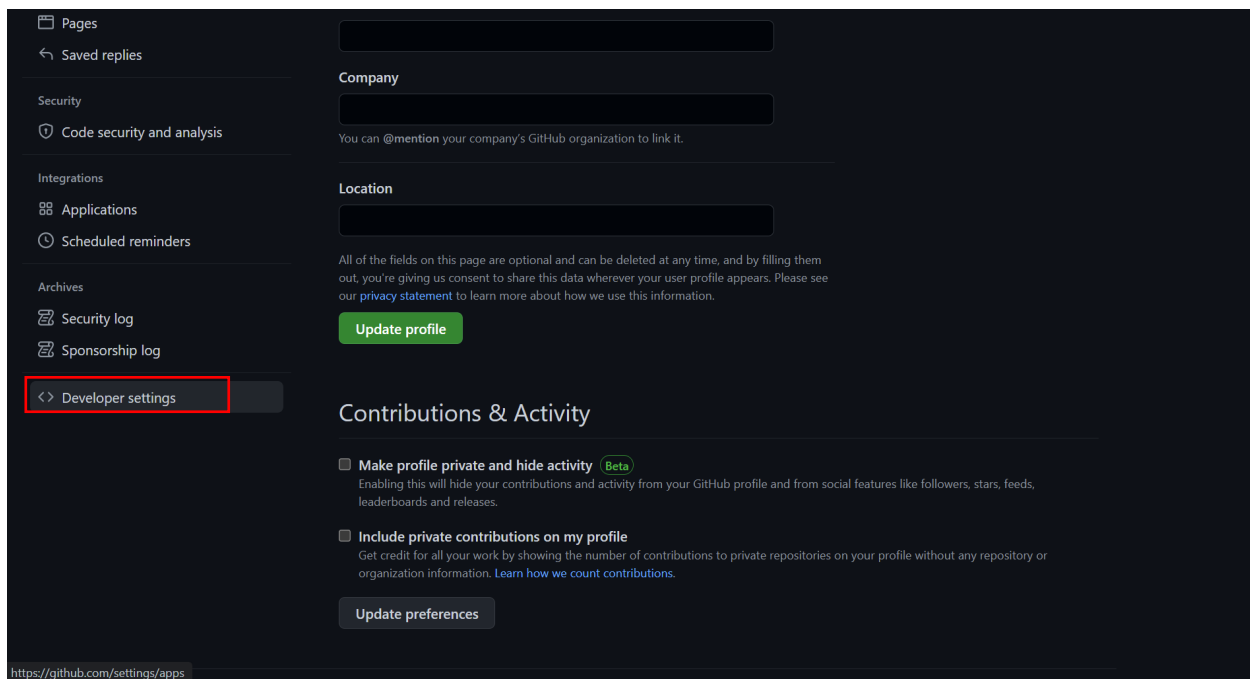 Pages
Saved replies
Security
Code security and analysis
Integrations
Applications
Scheduled reminders
Archives
Security log
Sponsorship log
Developer settings
Company
You can @mention your company's GitHub organization to link it.
Location
All of the fields on this page are optional and can be deleted at any time, and by filling them
out, you're giving us consent to share this data wherever your user profile appears. Please see
our privacy statement to learn more about how we use this information.
Update profile
Contributions & Activity
Make profile private and hide activity Beta
Enabling this will hide your contributions and activity from your GitHub profile and from social features like followers, stars, feeds,
leaderboards and releases.
Include private contributions on my profile
Get credit for all your work by showing the number of contributions to private repositories on your profile without any repository or
organization information. Learn how we count contributions.
Update preferences
https://github.com/settings/apps